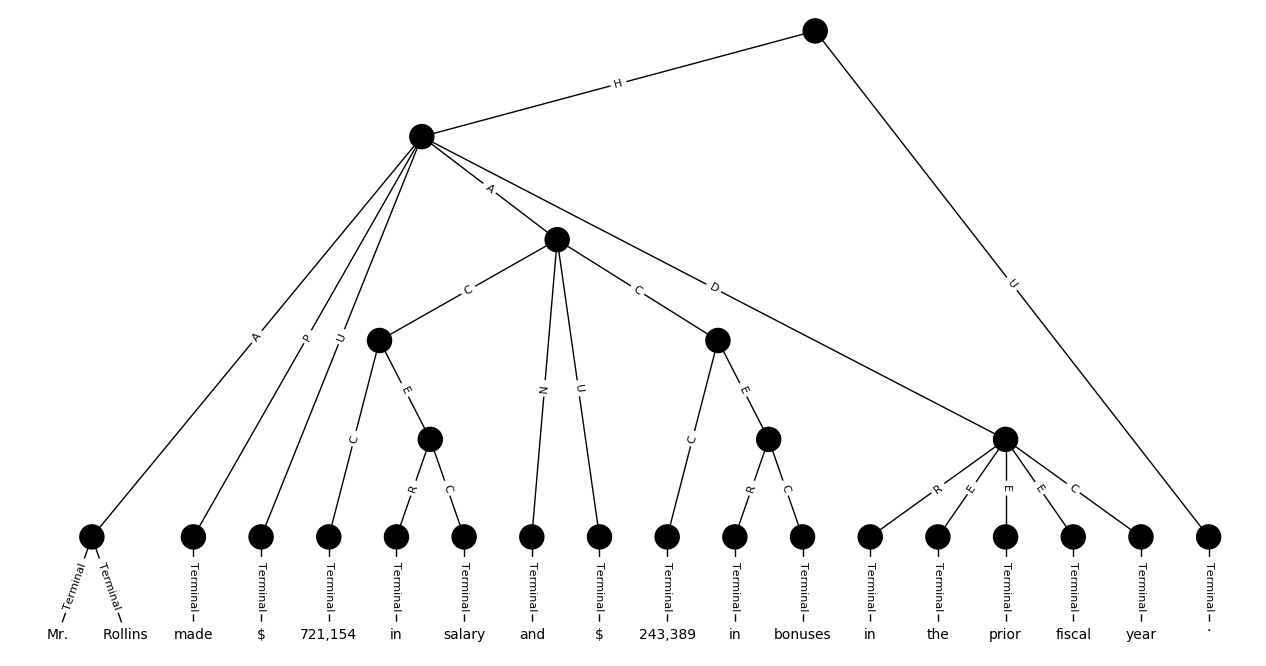 H
A
D
U
A P U C C
E N U E
C C
R C R C R E E E C
Terminal Terminal Terminal Terminal Terminal Terminal Terminal Terminal Terminal Terminal Terminal Terminal Terminal Terminal Terminal Terminal Terminal Terminal
Mr. Rollins made $ 721,154 in salary and $ 243,389 in bonuses in the prior fiscal year .